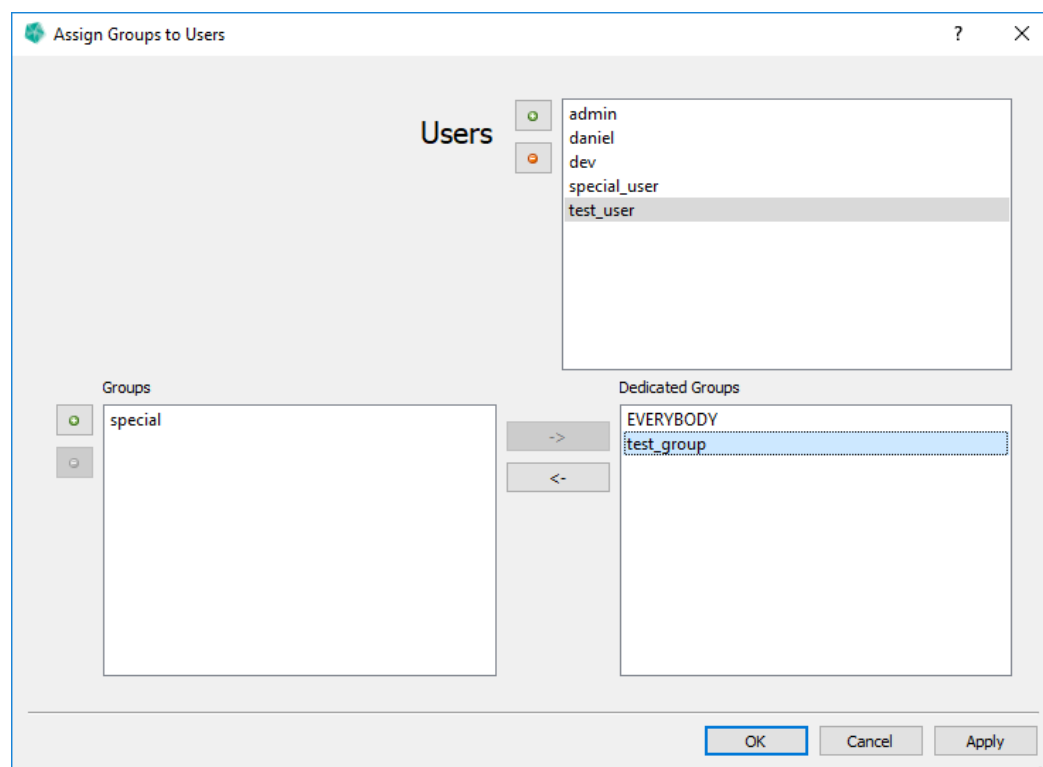 Assign Groups to Users
?
Users
admin
daniel
dev
special_user
test_user
Groups
Dedicated Groups
special
->
<-
EVERYBODY
test_group
OK
Cancel
Apply